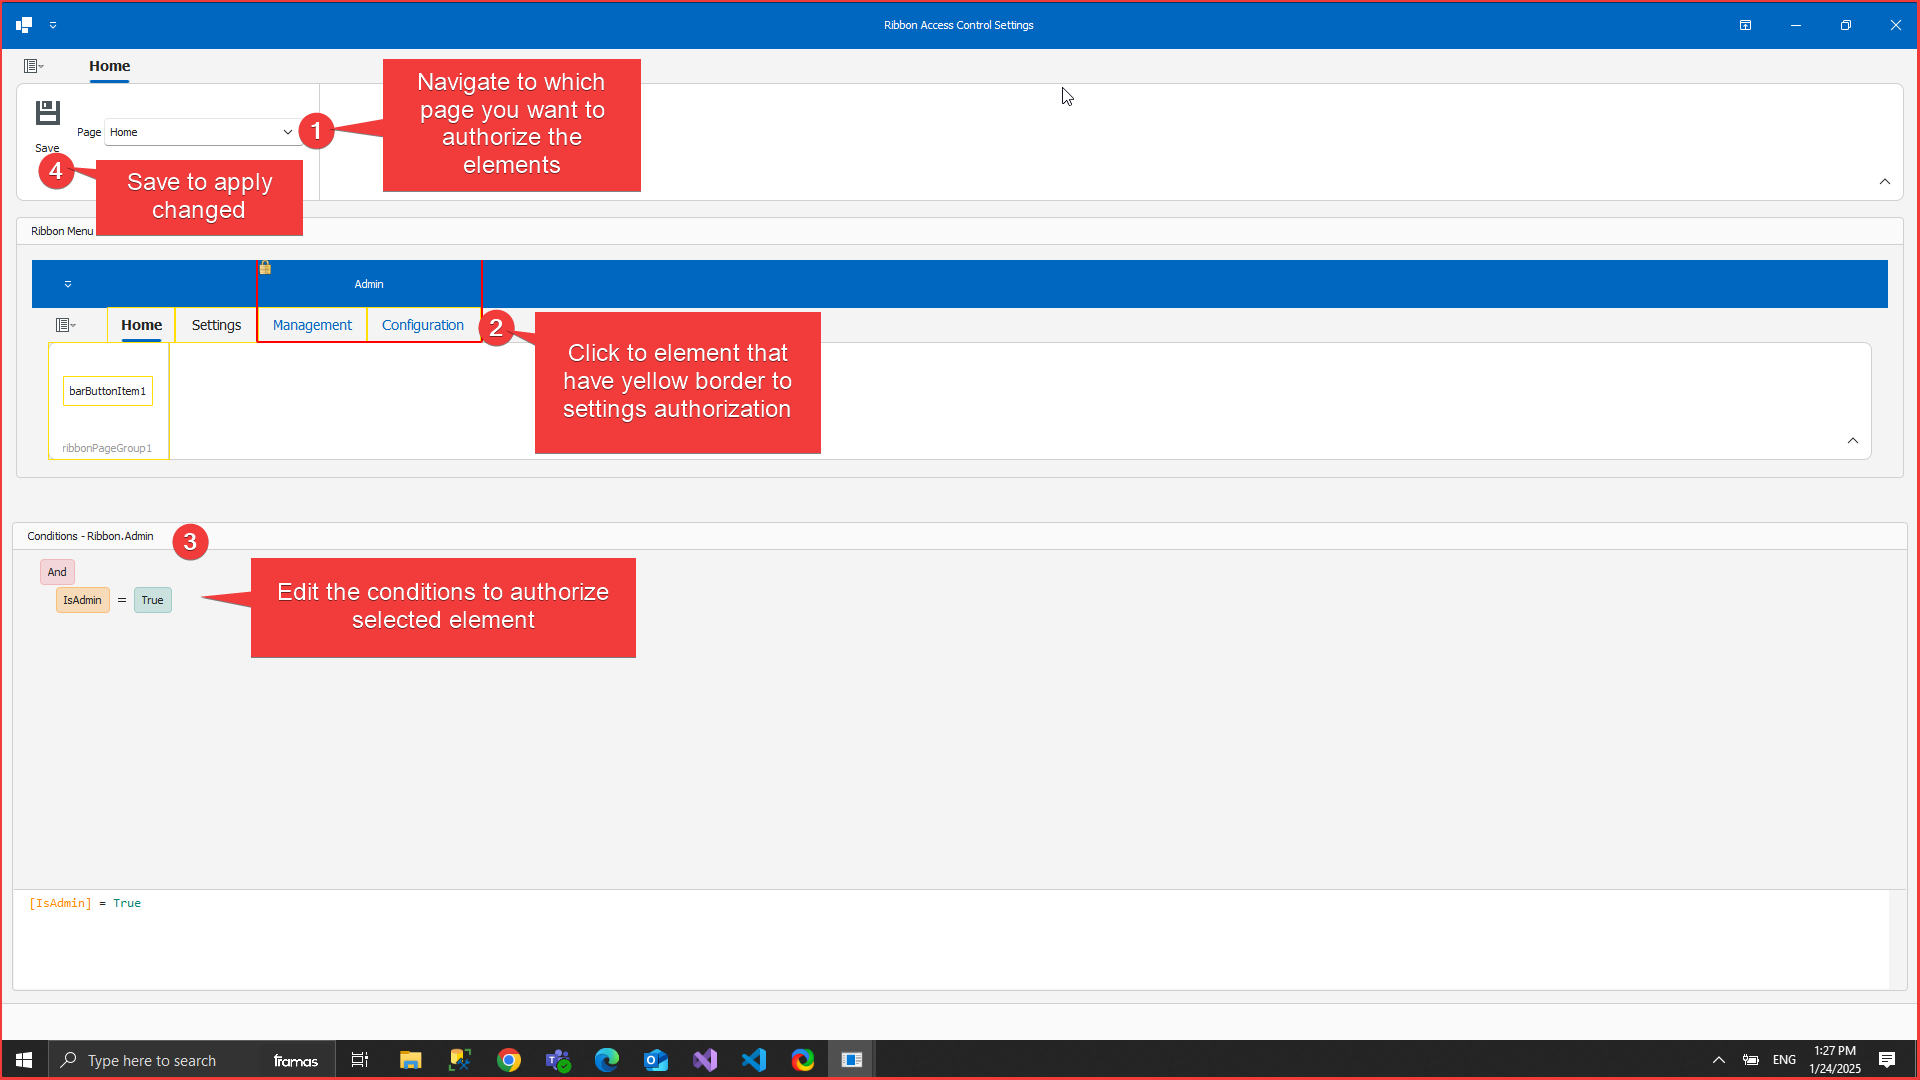 Ribbon Access Control Settings
Home
Navigate to which
page you want to
authorize the
elements
Page Home
1
Save
4
Save to apply
changed
Ribbon Menu
Admin
Home Settings Management Configuration
2
Click to element that
have yellow border to
settings authorization
barButtonItem1
ribbonPageGroup1
Conditions - Ribbon.Admin
3
And
IsAdmin = True
Edit the conditions to authorize
selected element
[IsAdmin] = True
Type here to search
framas
ENG
1:27 PM
1/24/2025